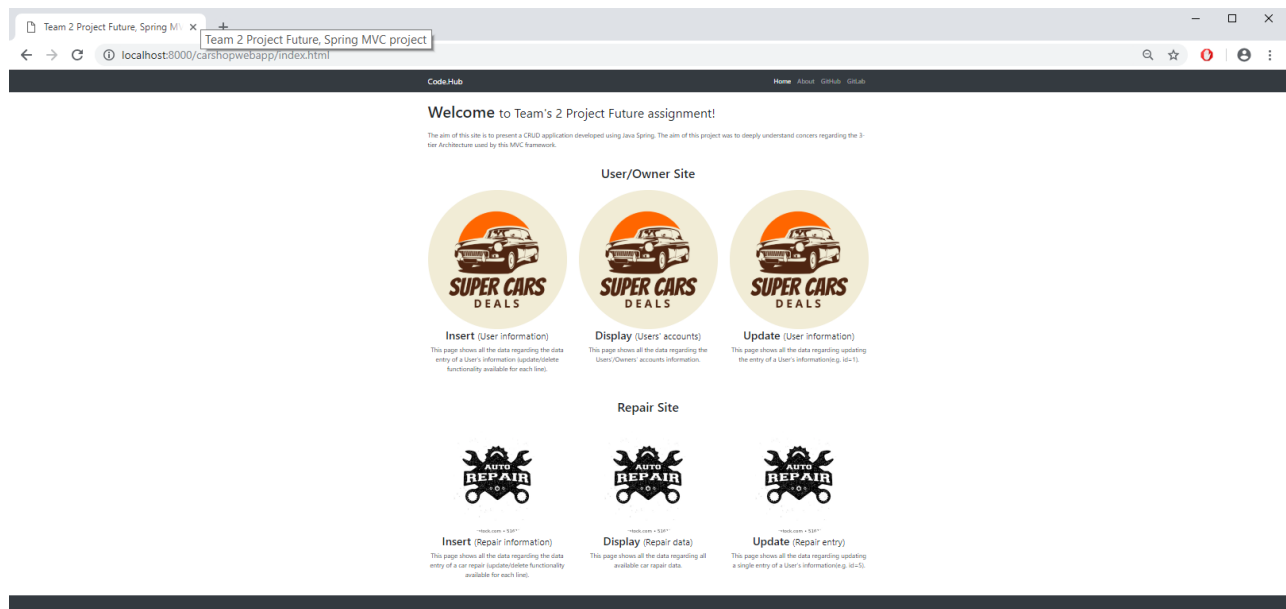 Team 2 Project Future, Spring M
Team 2 Project Future, Spring MVC project
localhost:8000/carshopwebapp/index.html
Code.Hub
Home About GitHub GitLab
Welcome to Team's 2 Project Future assignment!
The aim of this site is to present a CRUD application developed using Java Spring. The aim of this project was to deeply understand concers regarding the 3-
tier Architecture used by this MVC framework.
User/Owner Site
SUPER CARS
DEALS
SUPER CARS
DEALS
SUPER CARS
DEALS
Insert (User information)
This page shows all the data regarding the data
entry of a User's information (update/delete
functionality available for each line).
Display (Users' accounts)
This page shows all the data regarding the
Users'/Owners' accounts information.
Update (User information)
This page shows all the data regarding updating
the entry of a User's information(e.g. id=1).
Repair Site
AUTO
REPAIR
AUTO
REPAIR
AUTO
REPAIR
Insert (Repair information)
This page shows all the data regarding the data
entry of a car repair (update/delete functionality
available for each line).
Display (Repair data)
This page shows all the data regarding all
available car rapair data.
Update (Repair entry)
This page shows all the data regarding updating
a single entry of a User's information(e.g. id=5).